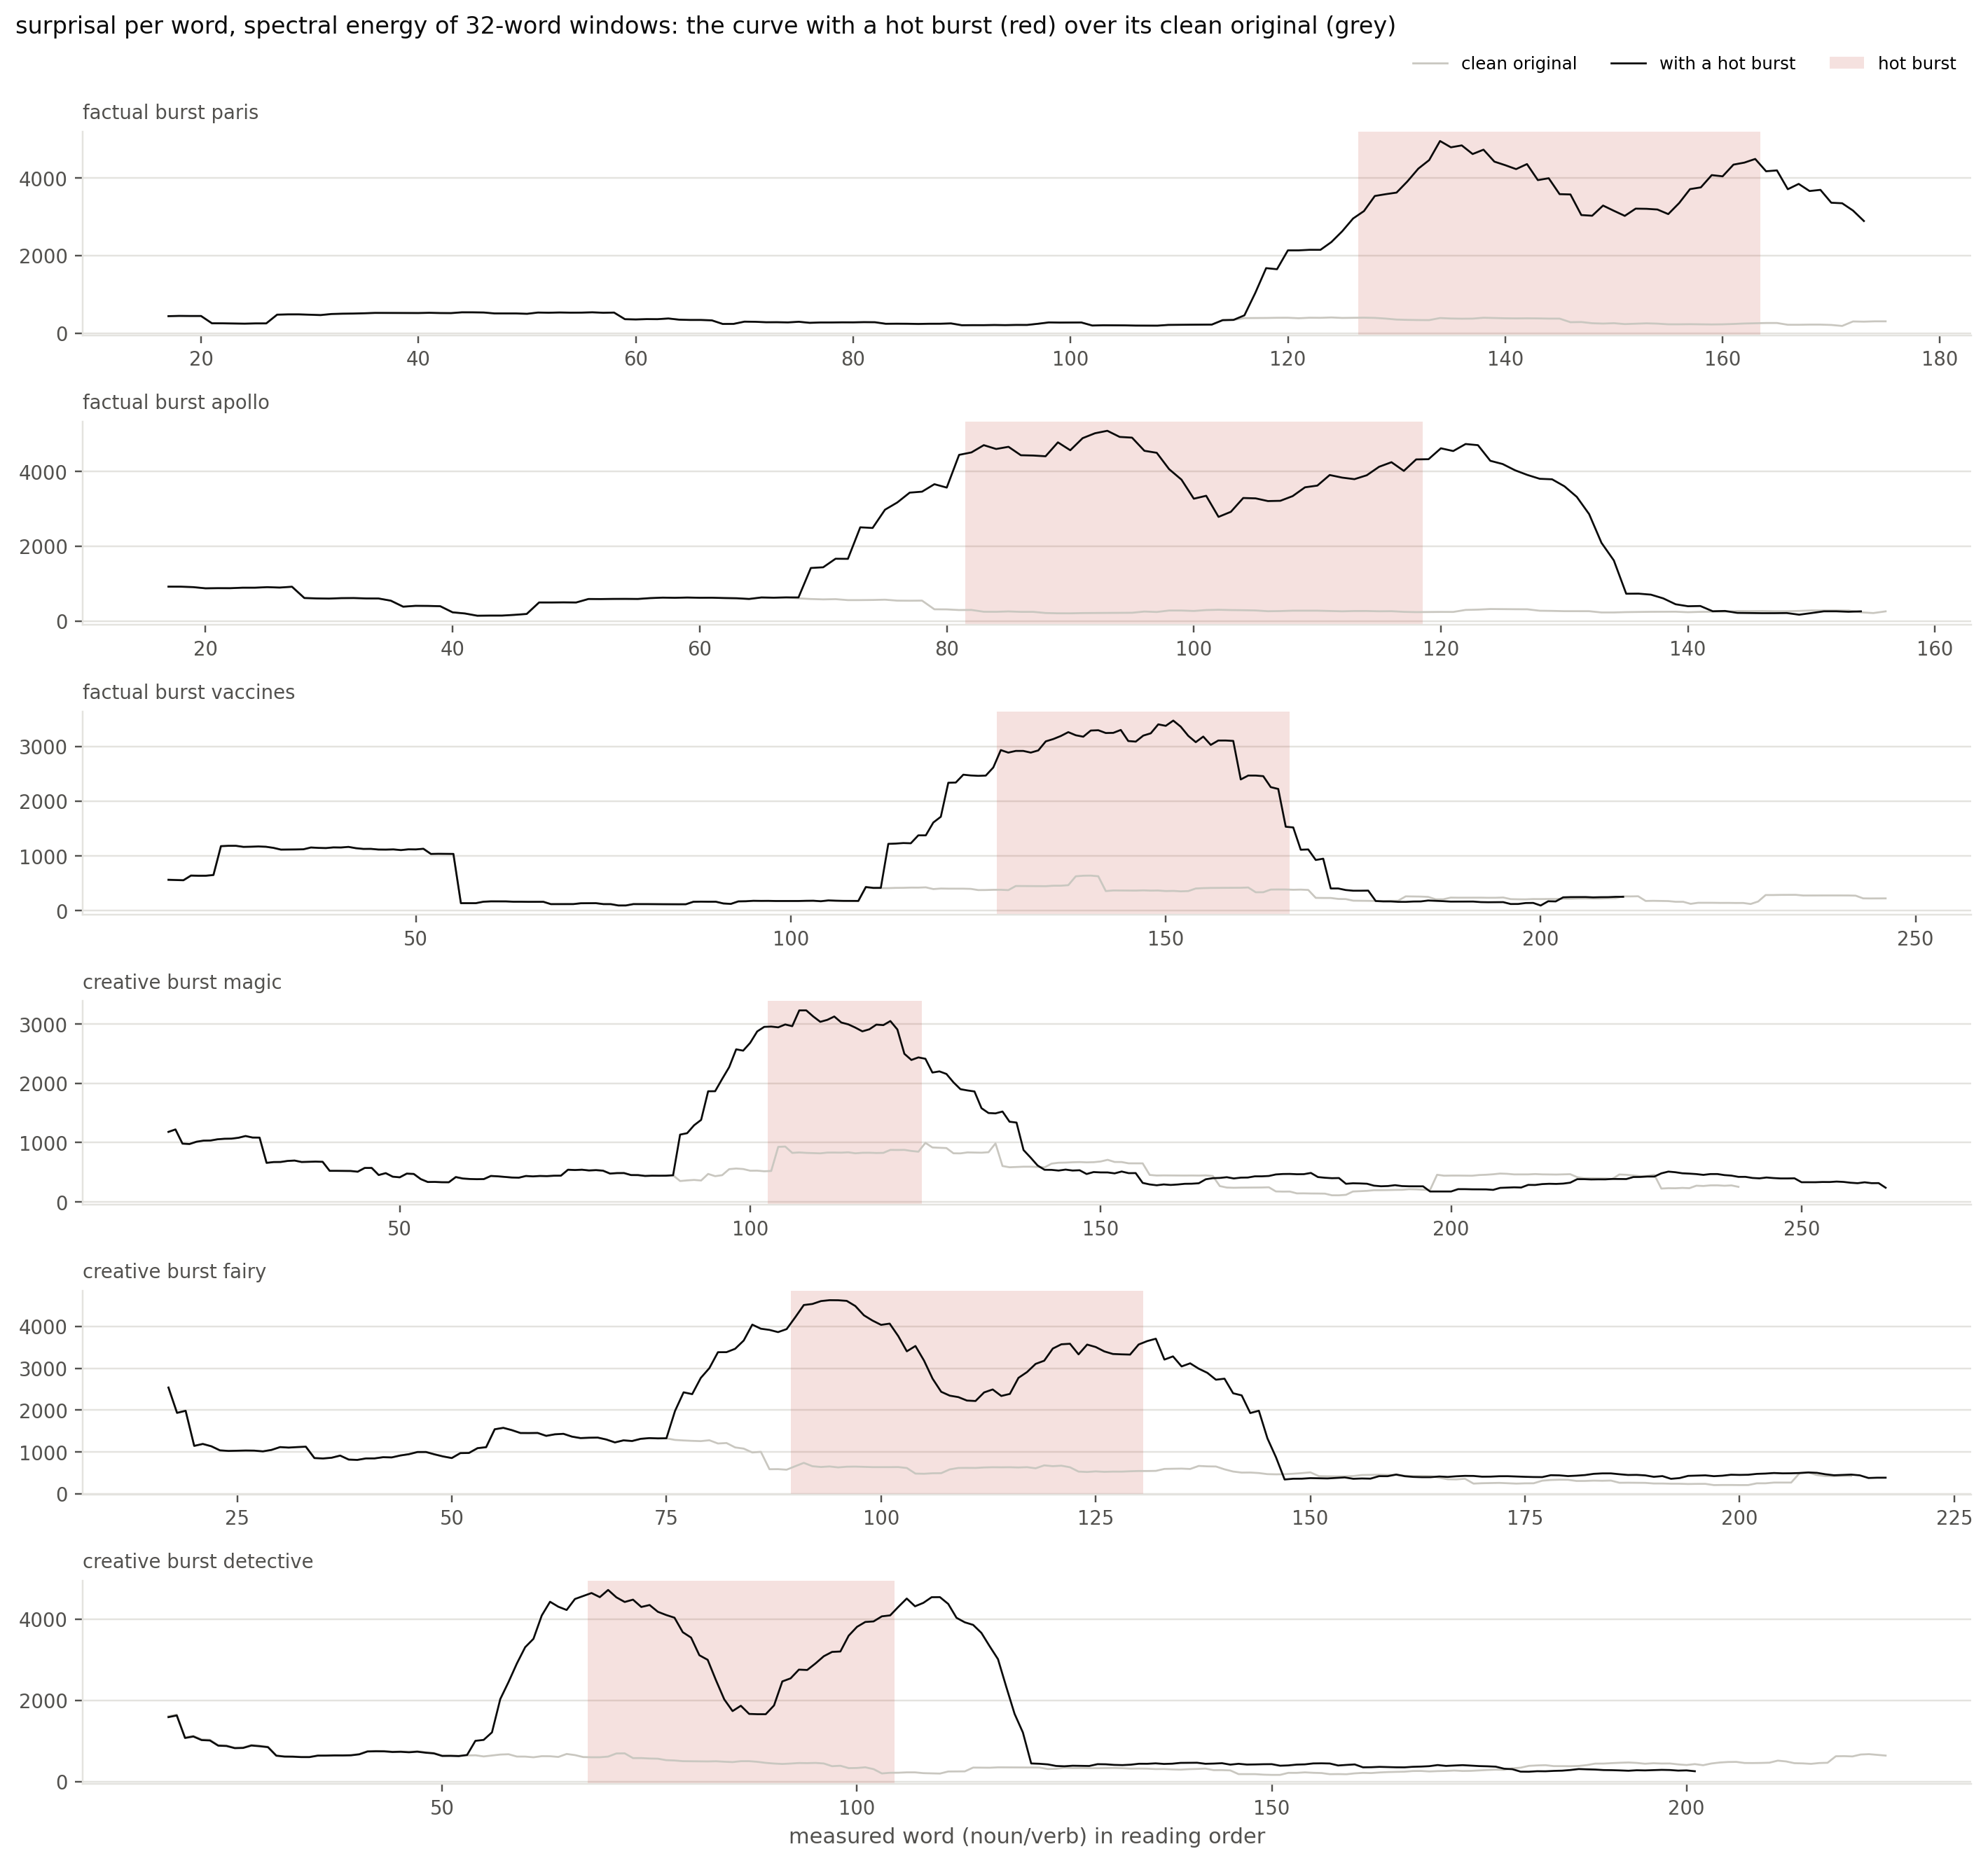 surprisal per word, spectral energy of 32-word windows: the curve with a hot burst (red) over its clean original (grey)
clean original with a hot burst hot burst
factual burst paris
4000
2000
0
20 40 60 80 100 120 140 160 180
factual burst apollo
4000
2000
0
20 40 60 80 100 120 140 160
factual burst vaccines
3000
2000
1000
0
50 100 150 200 250
creative burst magic
3000
2000
1000
0
50 100 150 200 250
creative burst fairy
4000
3000
2000
1000
0
25 50 75 100 125 150 175 200 225
creative burst detective
4000
2000
0
50 100 150 200
measured word (noun/verb) in reading order